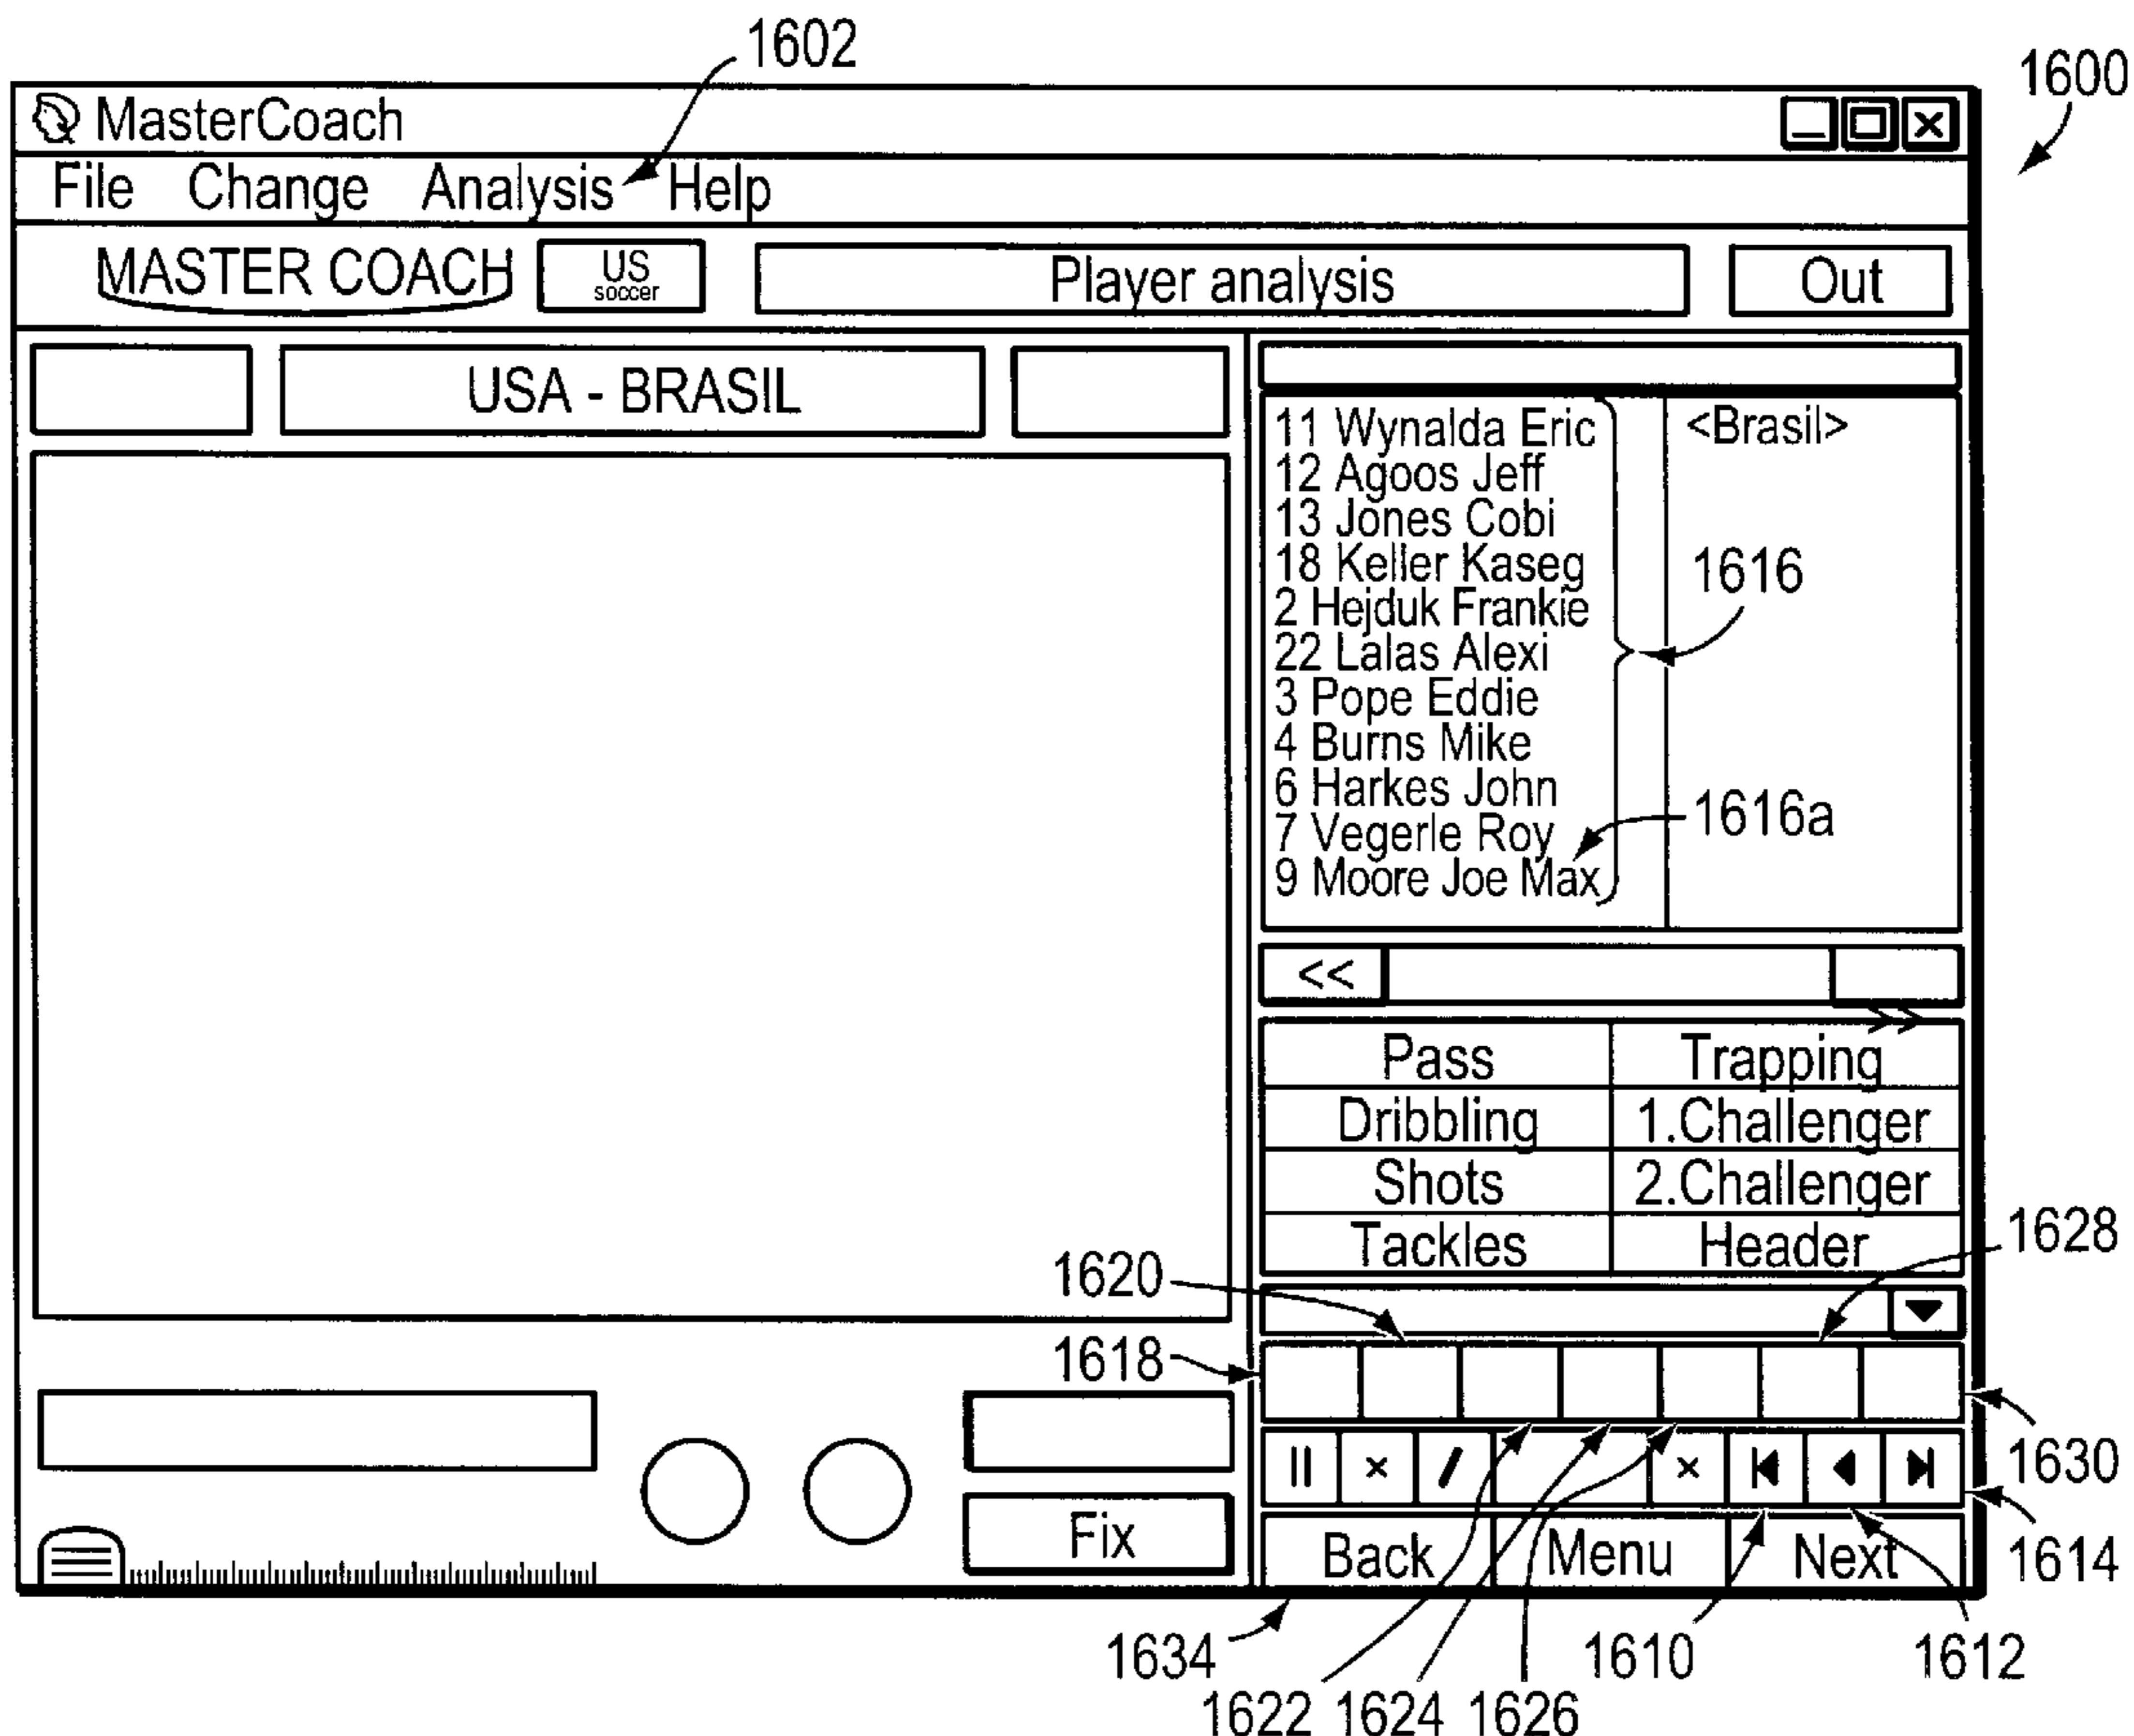 1602
1600
MasterCoach
File Change Analysis Help
MASTER COACH
US
soccer
Player analysis
Out
USA - BRASIL
11 Wynalda Eric
12 Agoos Jeff
13 Jones Cobi
18 Keller Kaseg
2 Hejduk Frankie
22 Lalas Alexi
3 Pope Eddie
4 Burns Mike
6 Harkes John
7 Vegerle Roy
9 Moore Joe Max
<Brasil>
1616
1616a
<<
>>
Pass Trapping
Dribbling 1.Challenger
Shots 2.Challenger
Tackles Header
1628
1620
1618
1630
1614
Fix
Back Menu Next
1634
1610
1612
1622 1624 1626